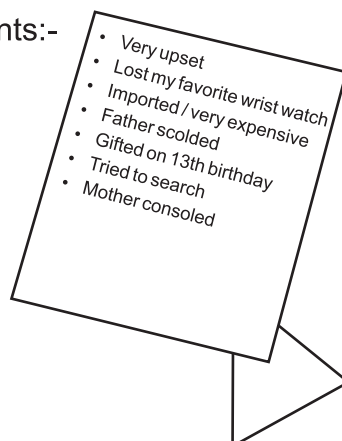 nts:-
• Very upset
• Lost my favorite wrist watch
• Imported / very expensive
• Father scolded
• Gifted on 13th birthday
• Tried to search
• Mother consoled